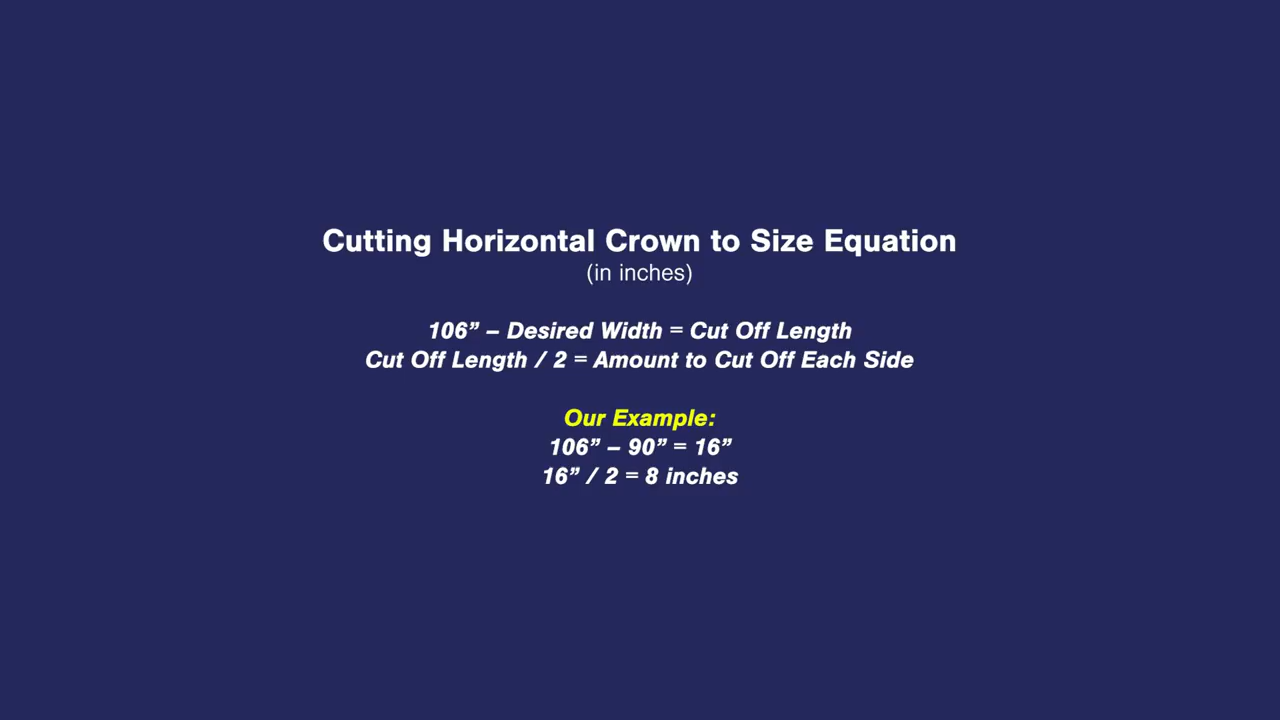 Cutting Horizontal Crown to Size Equation
(in inches)
106” – Desired Width = Cut Off Length
Cut Off Length / 2 = Amount to Cut Off Each Side
Our Example:
106” – 90” = 16”
16” / 2 = 8 inches